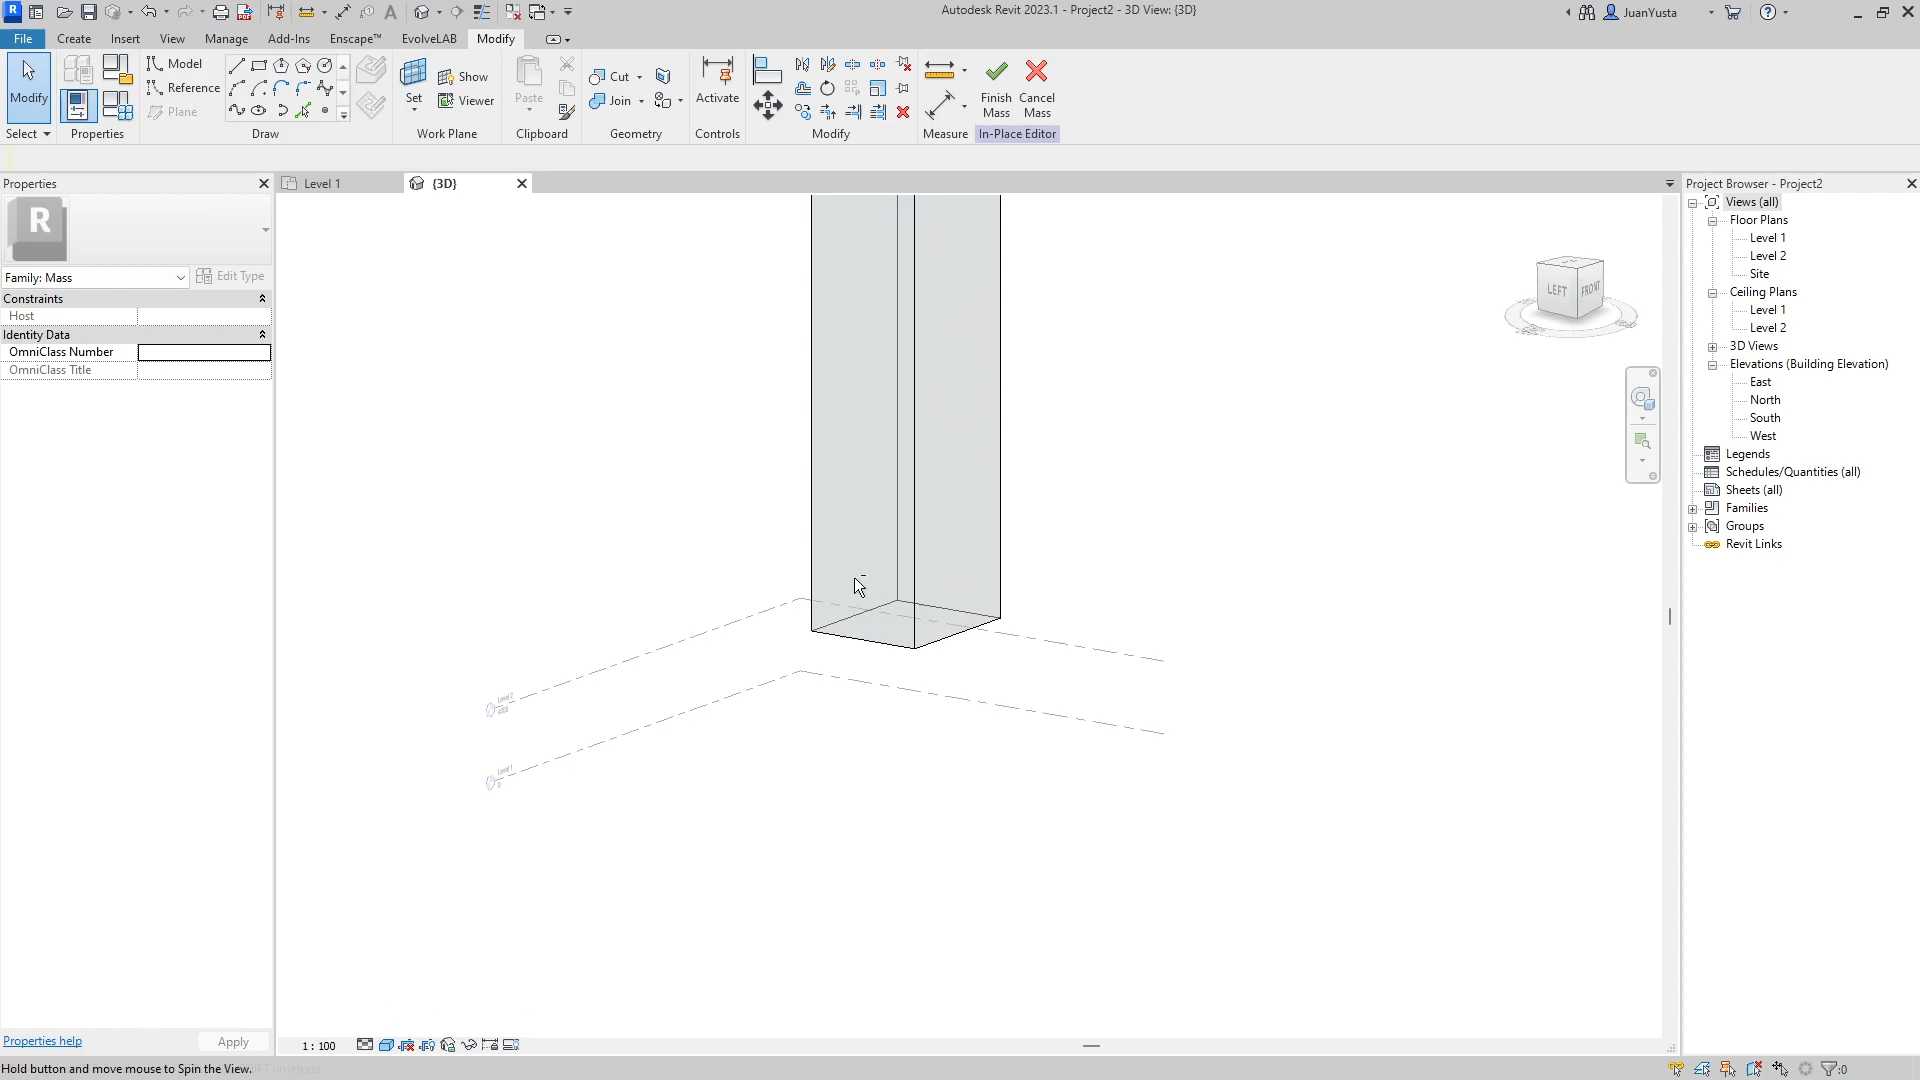 Autodesk Revit 2023.1 - Project2 - 3D View: {3D}
JuanYusta
File
Create
Insert
View
Manage
Add-Ins
Enscape™
EvolveLAB
Modify
Modify
Select
Properties
Model
Reference
Plane
Draw
Set
Show
Viewer
Work Plane
Paste
Clipboard
Cut
Join
Geometry
Activate
Controls
Modify
Measure
Finish
Mass
Cancel
Mass
In-Place Editor
Properties
R
Family: Mass
Edit Type
Constraints
Host
Identity Data
OmniClass Number
OmniClass Title
Properties help
Apply
Level 1
{3D}
LEFT
FRONT
Level 2
4000
Level 1
0
1 : 100
Project Browser - Project2
Views (all)
Floor Plans
Level 1
Level 2
Site
Ceiling Plans
Level 1
Level 2
3D Views
Elevations (Building Elevation)
East
North
South
West
Legends
Schedules/Quantities (all)
Sheets (all)
Families
Groups
Revit Links
Hold button and move mouse to Spin the View.
:0